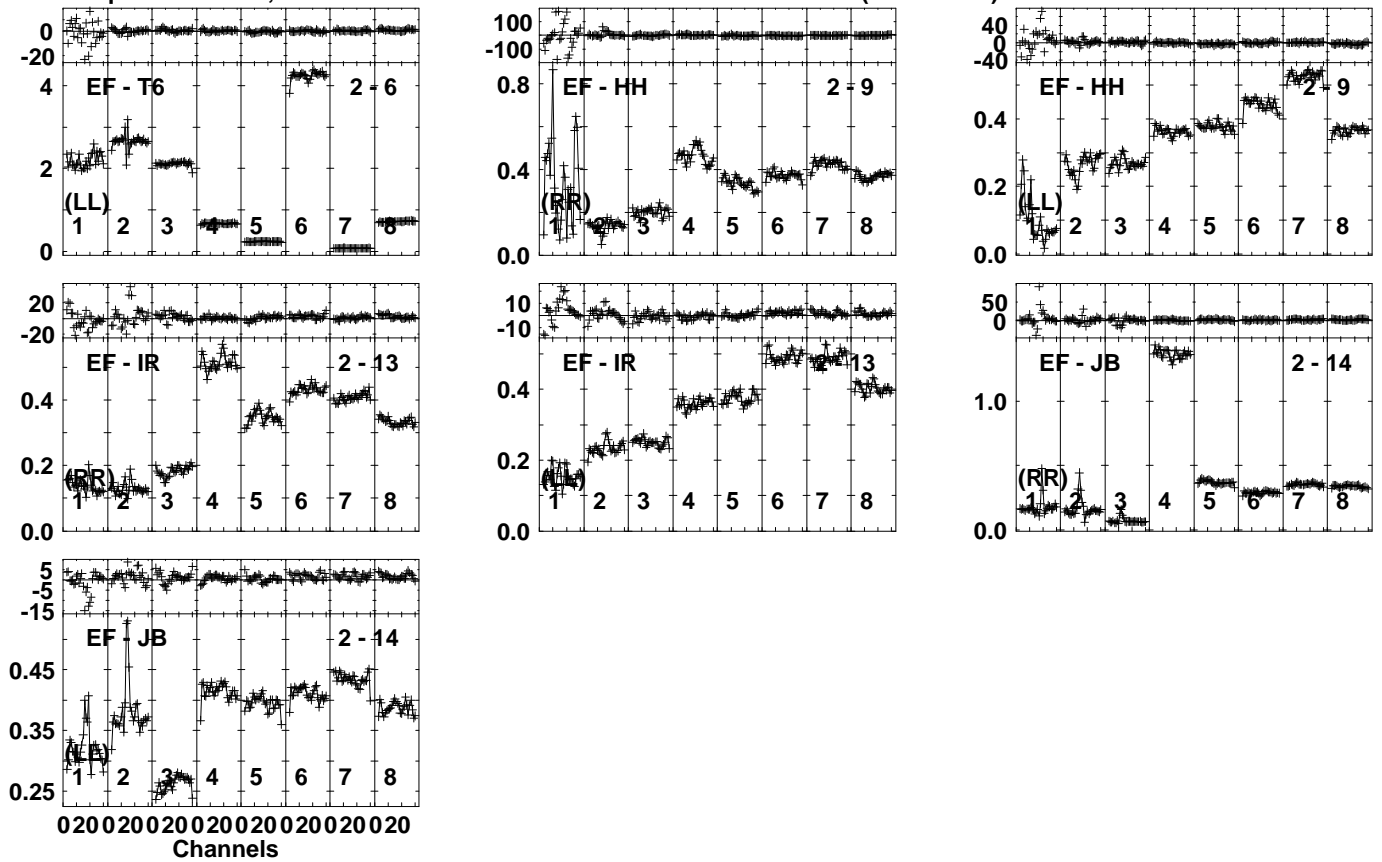 0
-20
EF - T6 2 - 6
4
2
0
(LL)
1 2 3 4 5 6 7 8
100
-100
EF - HH 2 - 9
0.8
0.4
0.0
(RR)
1 2 3 4 5 6 7 8
40
0
-40
EF - HH 2 - 9
0.4
0.2
0.0
(LL)
1 2 3 4 5 6 7 8
20
-20
EF - IR 2 - 13
0.4
0.2
0.0
(RR)
1 2 3 4 5 6 7 8
10
-10
EF - IR 2 - 13
0.4
0.2
0.0
(LL)
1 2 3 4 5 6 7 8
50
0
EF - JB 2 - 14
1.0
0.0
(RR)
1 2 3 4 5 6 7 8
5
-5
-15
EF - JB 2 - 14
0.45
0.35
0.25
(LL)
1 2 3 4 5 6 7 8
0 20 0 20 0 20 0 20 0 20 0 20 0 20 0 20
Channels